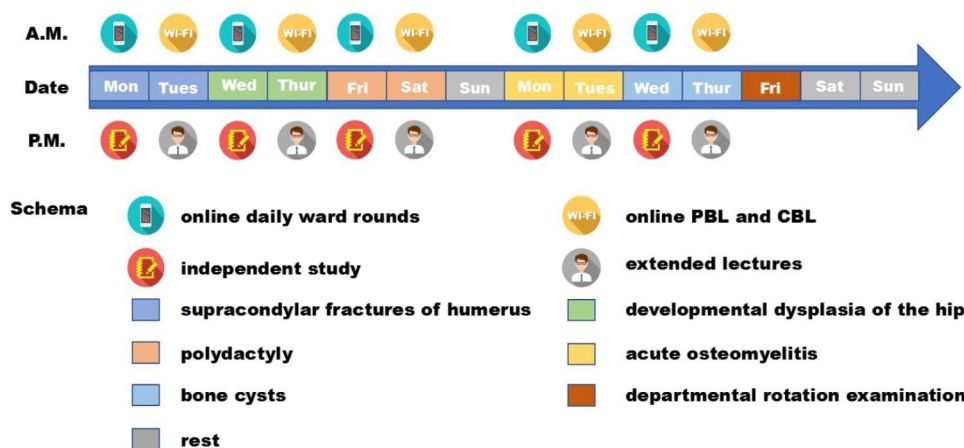 A.M. WI-FI WI-FI WI-FI WI-FI WI-FI
Date Mon Tues Wed Thur Fri Sat Sun Mon Tues Wed Thur Fri Sat Sun
P.M.
Schema online daily ward rounds WI-FI online PBL and CBL
independent study extended lectures
supracondylar fractures of humerus developmental dysplasia of the hip
polydactyly acute osteomyelitis
bone cysts departmental rotation examination
rest